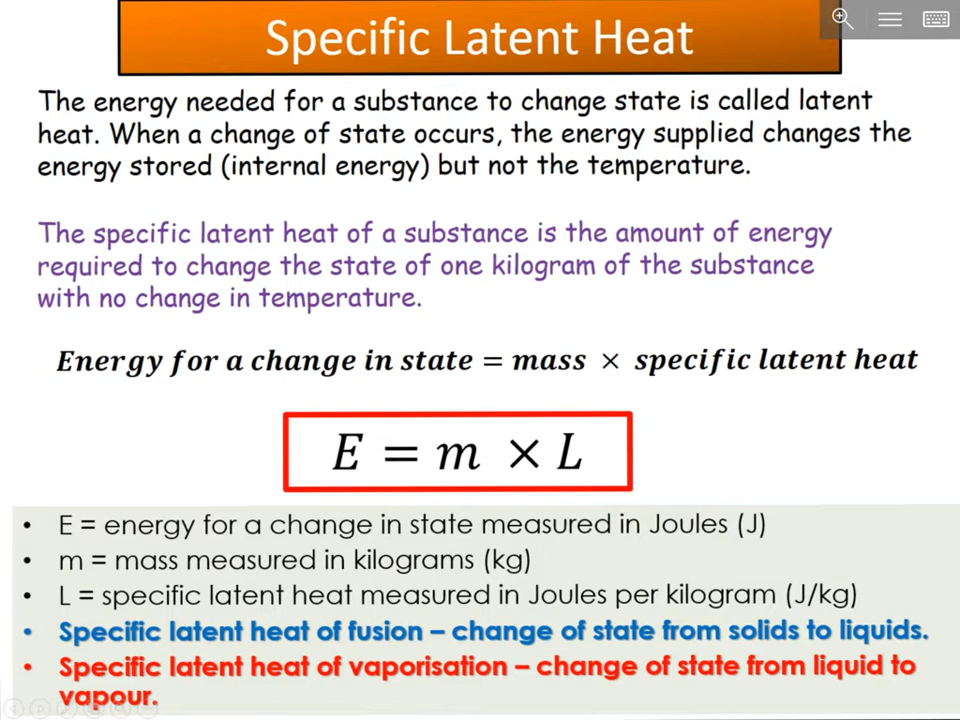 Specific Latent Heat
The energy needed for a substance to change state is called latent
heat. When a change of state occurs, the energy supplied changes the
energy stored (internal energy) but not the temperature.
The specific latent heat of a substance is the amount of energy
required to change the state of one kilogram of the substance
with no change in temperature.
Energy for a change in state = mass × specific latent heat
E = m × L
• E = energy for a change in state measured in Joules (J)
• m = mass measured in kilograms (kg)
• L = specific latent heat measured in Joules per kilogram (J/kg)
• Specific latent heat of fusion – change of state from solids to liquids.
• Specific latent heat of vaporisation – change of state from liquid to
vapour.